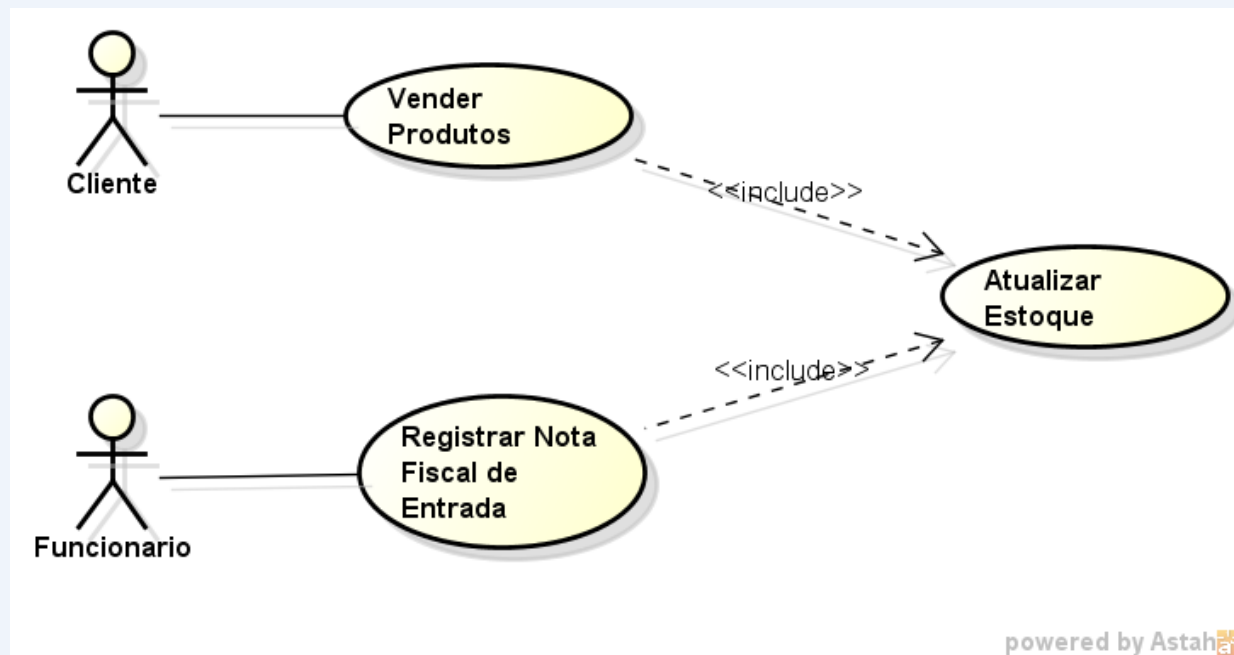 Vender
Produtos
Cliente
<<include>>
Atualizar
Estoque
<<include>>
Registrar Nota
Fiscal de
Entrada
Funcionario
powered by Astah